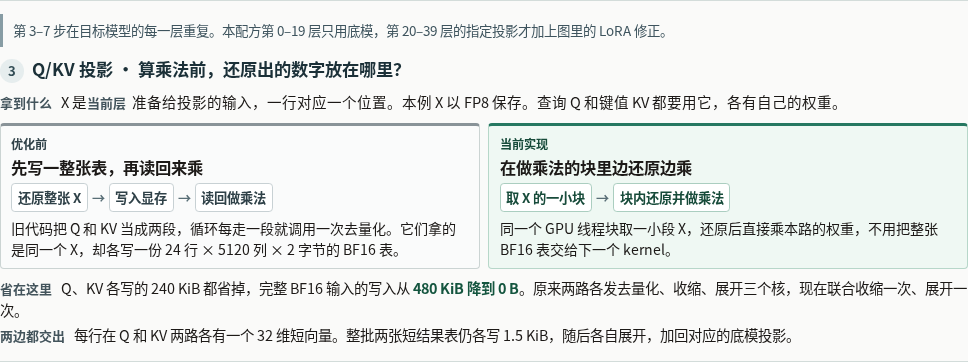 第 3–7 步在目标模型的每一层重复。本配方第 0–19 层只用底模，第 20–39 层的指定投影才加上图里的 LoRA 修正。
3 Q/KV 投影 · 算乘法前，还原出的数字放在哪里？
拿到什么 X 是当前层 准备给投影的输入，一行对应一个位置。本例 X 以 FP8 保存。查询 Q 和键值 KV 都要用它，各有自己的权重。
优化前
先写一整张表，再读回来乘
还原整张 X → 写入显存 → 读回做乘法
旧代码把 Q 和 KV 当成两段，循环每走一段就调用一次去量化。它们拿的
是同一个 X，却各写一份 24 行 × 5120 列 × 2 字节的 BF16 表。
当前实现
在做乘法的块里边还原边乘
取 X 的一小块 → 块内还原并做乘法
同一个 GPU 线程块取一小段 X，还原后直接乘本路的权重，不用把整张
BF16 表交给下一个 kernel。
省在这里 Q、KV 各写的 240 KiB 都省掉，完整 BF16 输入的写入从 480 KiB 降到 0 B。原来两路各发去量化、收缩、展开三个核，现在联合收缩一次、展开一
次。
两边都交出 每行在 Q 和 KV 两路各有一个 32 维短向量。整批两张短结果表仍各写 1.5 KiB，随后各自展开，加回对应的底模投影。